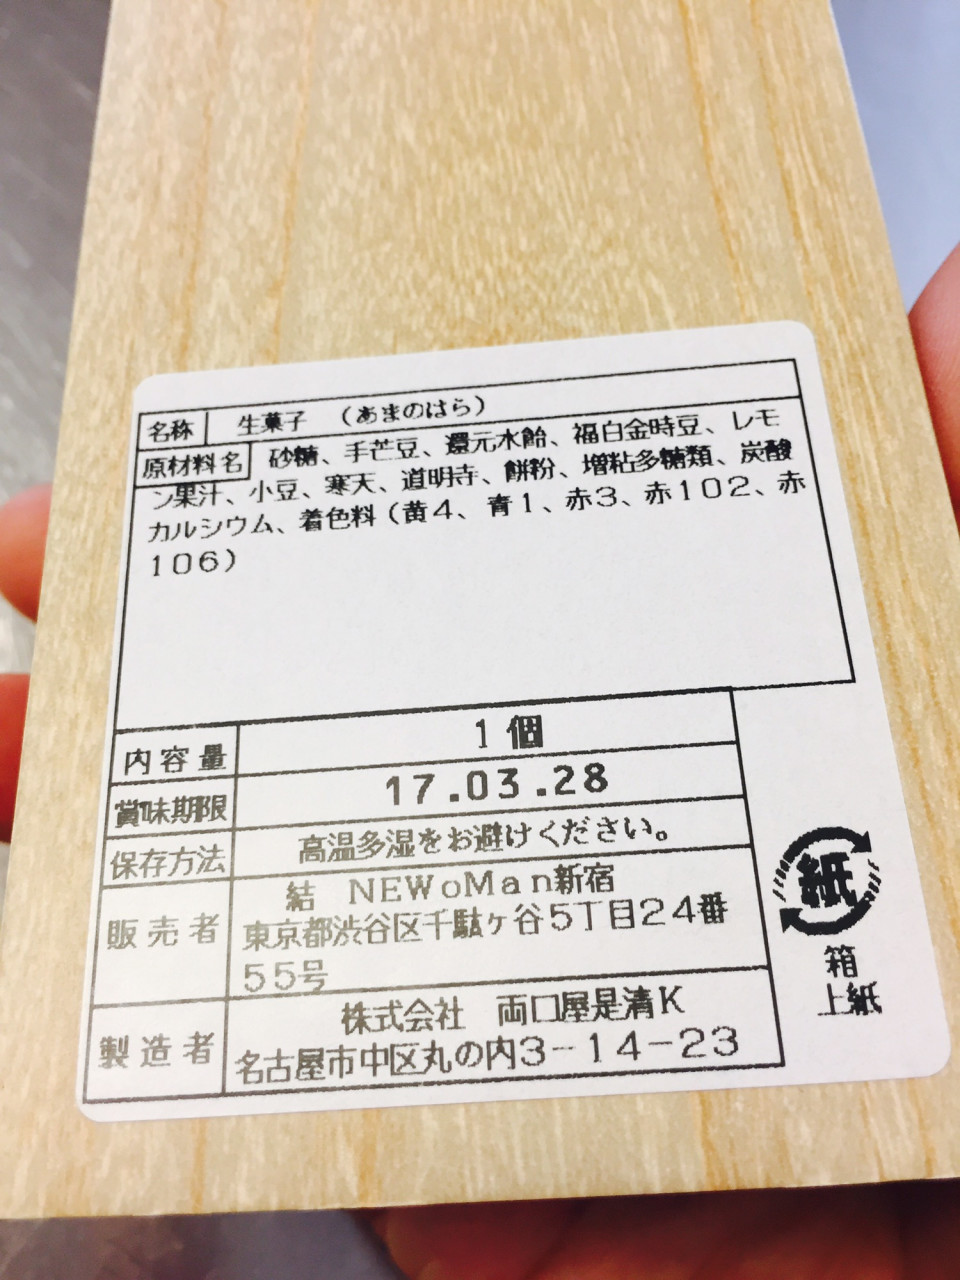 名称 生菓子 （あまのはら）
原材料名 砂糖、手芒豆、還元水飴、福白金時豆、レモ
ン果汁、小豆、寒天、道明寺、餅粉、増粘多糖類、炭酸
カルシウム、着色料（黄４、青１、赤３、赤１０２、赤
１０６）
内容量 １個
賞味期限 17.03.28
保存方法 高温多湿をお避けください。
販売者 結 ＮＥＷｏＭａｎ新宿
東京都渋谷区千駄ヶ谷５丁目２４番
５５号
製造者 株式会社 両口屋是清Ｋ
名古屋市中区丸の内３－１４－２３
紙
箱
上紙